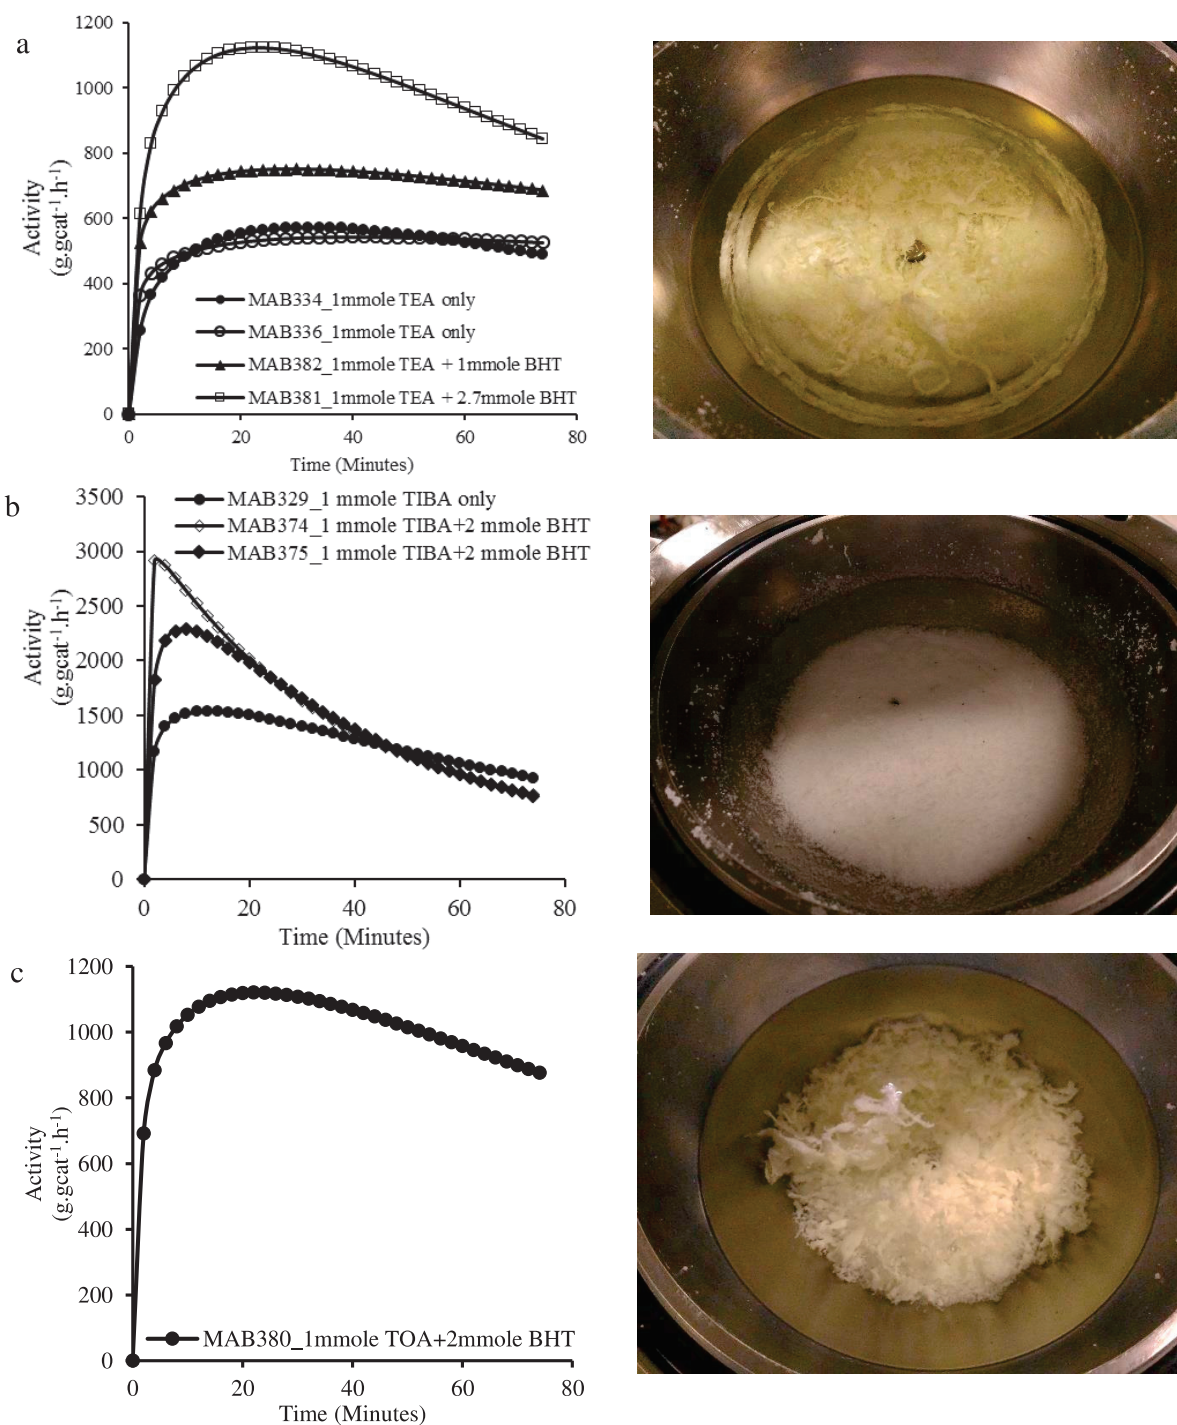 a
1200
1000
800
600
400
200
0
Activity
(g.gcat⁻¹.h⁻¹)
MAB334_1mmole TEA only
MAB336_1mmole TEA only
MAB382_1mmole TEA + 1mmole BHT
MAB381_1mmole TEA + 2.7mmole BHT
0 20 40 60 80
Time (Minutes)
b
3500
3000
2500
2000
1500
1000
500
0
Activity
(g.gcat⁻¹.h⁻¹)
MAB329_1 mmole TIBA only
MAB374_1 mmole TIBA+2 mmole BHT
MAB375_1 mmole TIBA+2 mmole BHT
0 20 40 60 80
Time (Minutes)
c
1200
1000
800
600
400
200
0
Activity
(g.gcat⁻¹.h⁻¹)
MAB380_1mmole TOA+2mmole BHT
0 20 40 60 80
Time (Minutes)